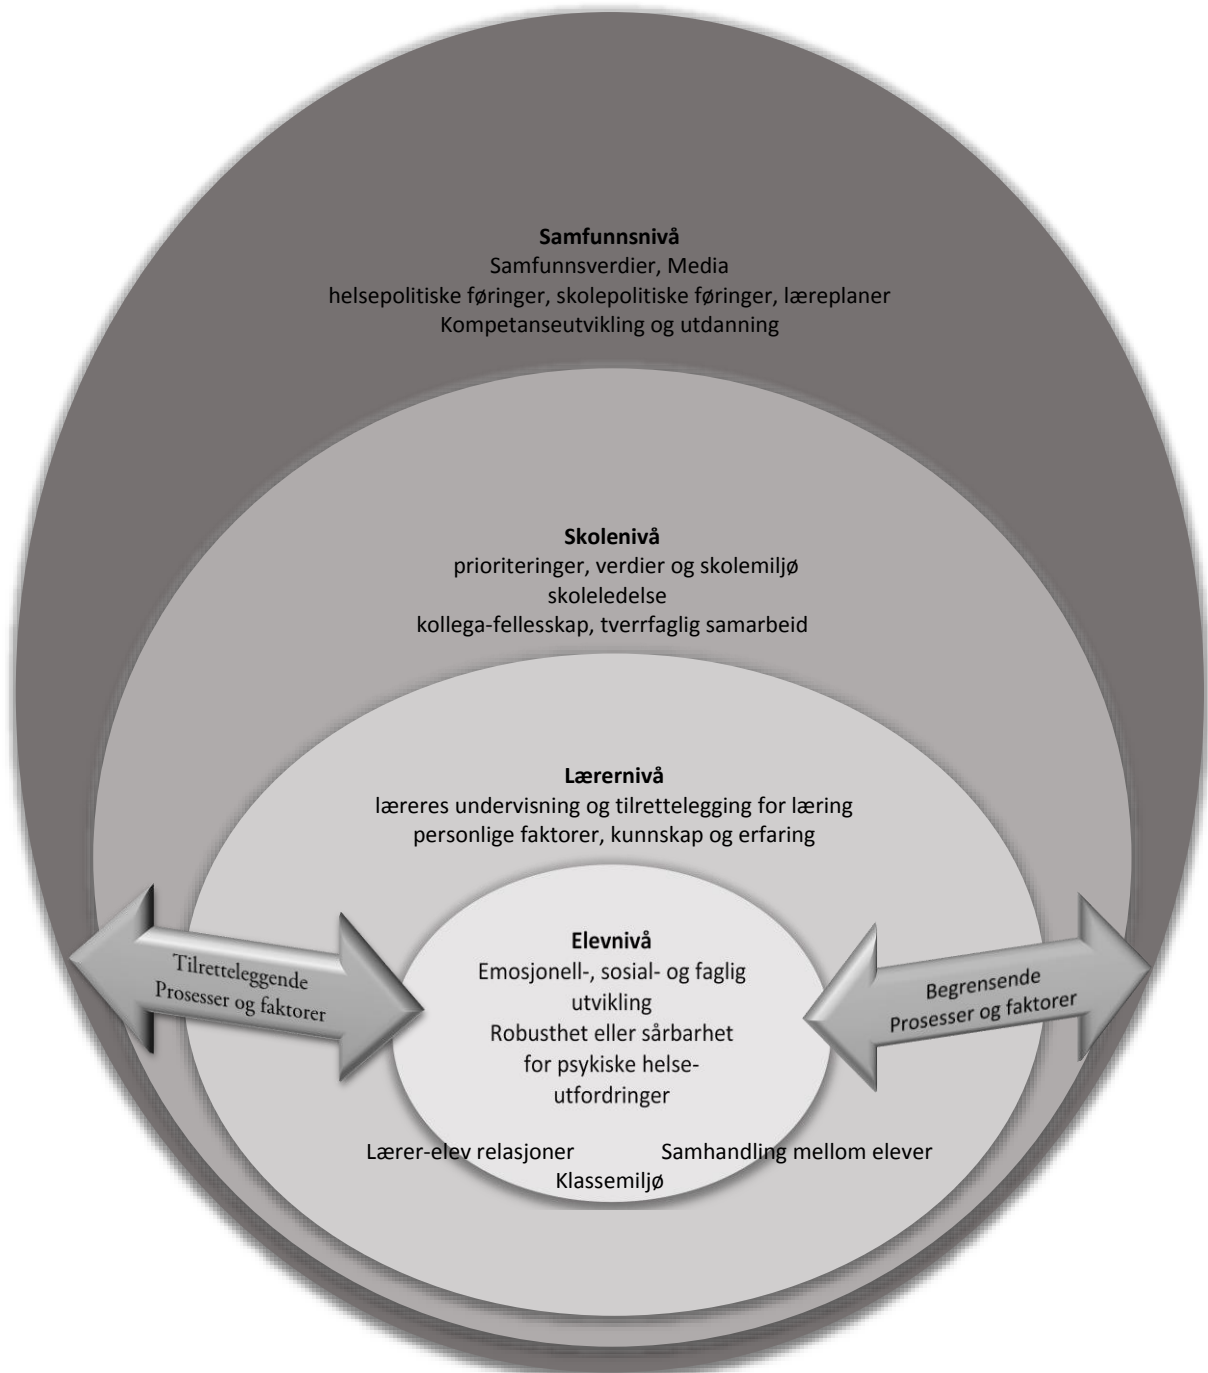 Samfunnsnivå
Samfunnsverdier, Media
helsepolitiske føringer, skolepolitiske føringer, læreplaner
Kompetanseutvikling og utdanning
Skolenivå
prioriteringer, verdier og skolemiljø
skoleledelse
kollega-fellesskap, tverrfaglig samarbeid
Lærernivå
læreres undervisning og tilrettelegging for læring
personlige faktorer, kunnskap og erfaring
Tilretteleggende
Prosesser og faktorer
Elevnivå
Emosjonell-, sosial- og faglig
utvikling
Robusthet eller sårbarhet
for psykiske helse-
utfordringer
Begrensende
Prosesser og faktorer
Lærer-elev relasjoner
Samhandling mellom elever
Klassemiljø